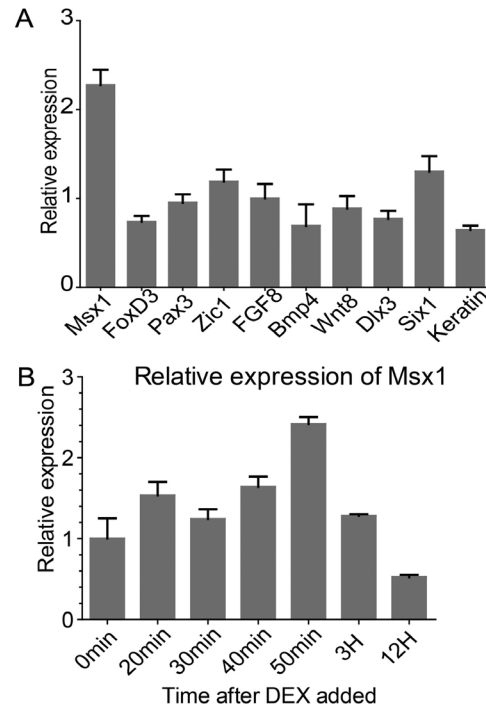 A
Relative expression
3
2
1
0
Msx1
FoxD3
Pax3
Zic1
FGF8
Bmp4
Wnt8
Dlx3
Six1
Keratin
B
Relative expression of Msx1
Relative expression
3
2
1
0
0min
20min
30min
40min
50min
3H
12H
Time after DEX added